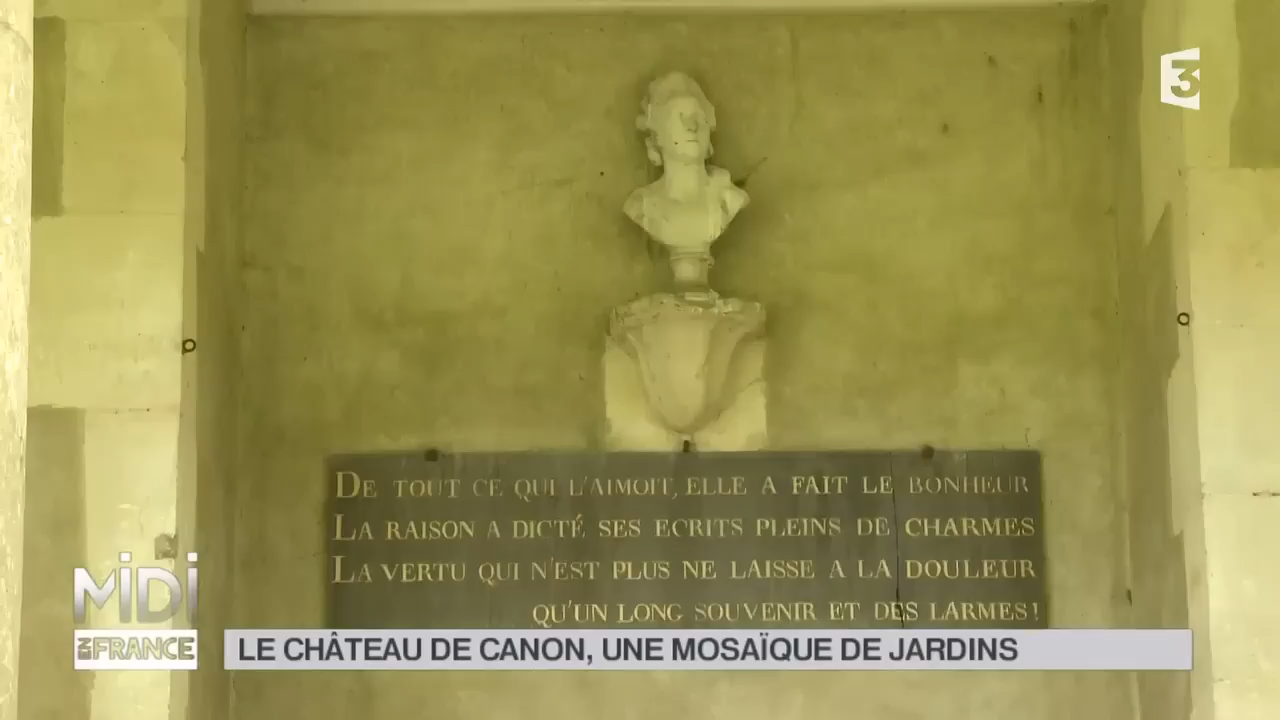 3
DE TOUT CE QUI L'AIMOIT, ELLE A FAIT LE BONHEUR
LA RAISON A DICTÉ SES ECRITS PLEINS DE CHARMES
LA VERTU QUI N'EST PLUS NE LAISSE A LA DOULEUR
QU'UN LONG SOUVENIR ET DES LARMES!
MiDi
EN FRANCE
LE CHÂTEAU DE CANON, UNE MOSAÏQUE DE JARDINS